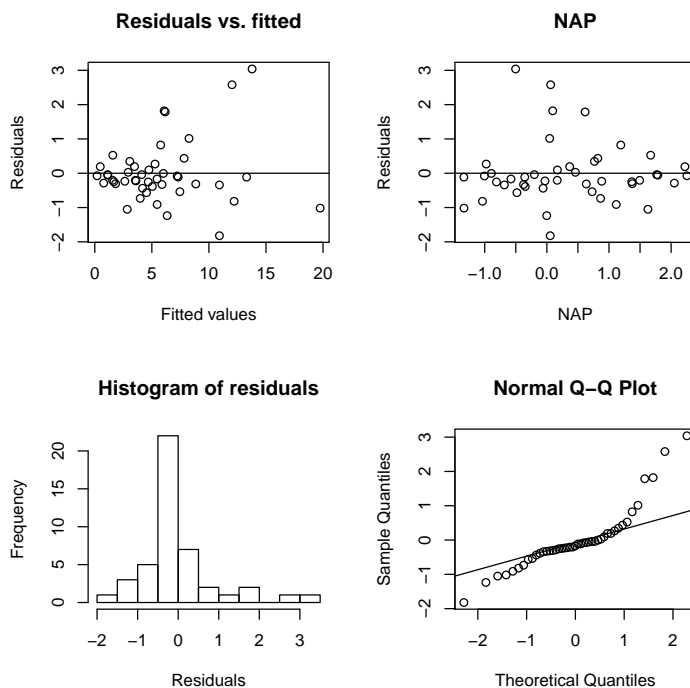 Residuals vs. fitted
Residuals
3
2
1
0
−1
−2
0 5 10 15 20
Fitted values
NAP
Residuals
3
2
1
0
−1
−2
−1.0 0.0 1.0 2.0
NAP
Histogram of residuals
Frequency
20
15
10
5
0
−2 −1 0 1 2 3
Residuals
Normal Q−Q Plot
Sample Quantiles
3
2
1
0
−1
−2
−2 −1 0 1 2
Theoretical Quantiles